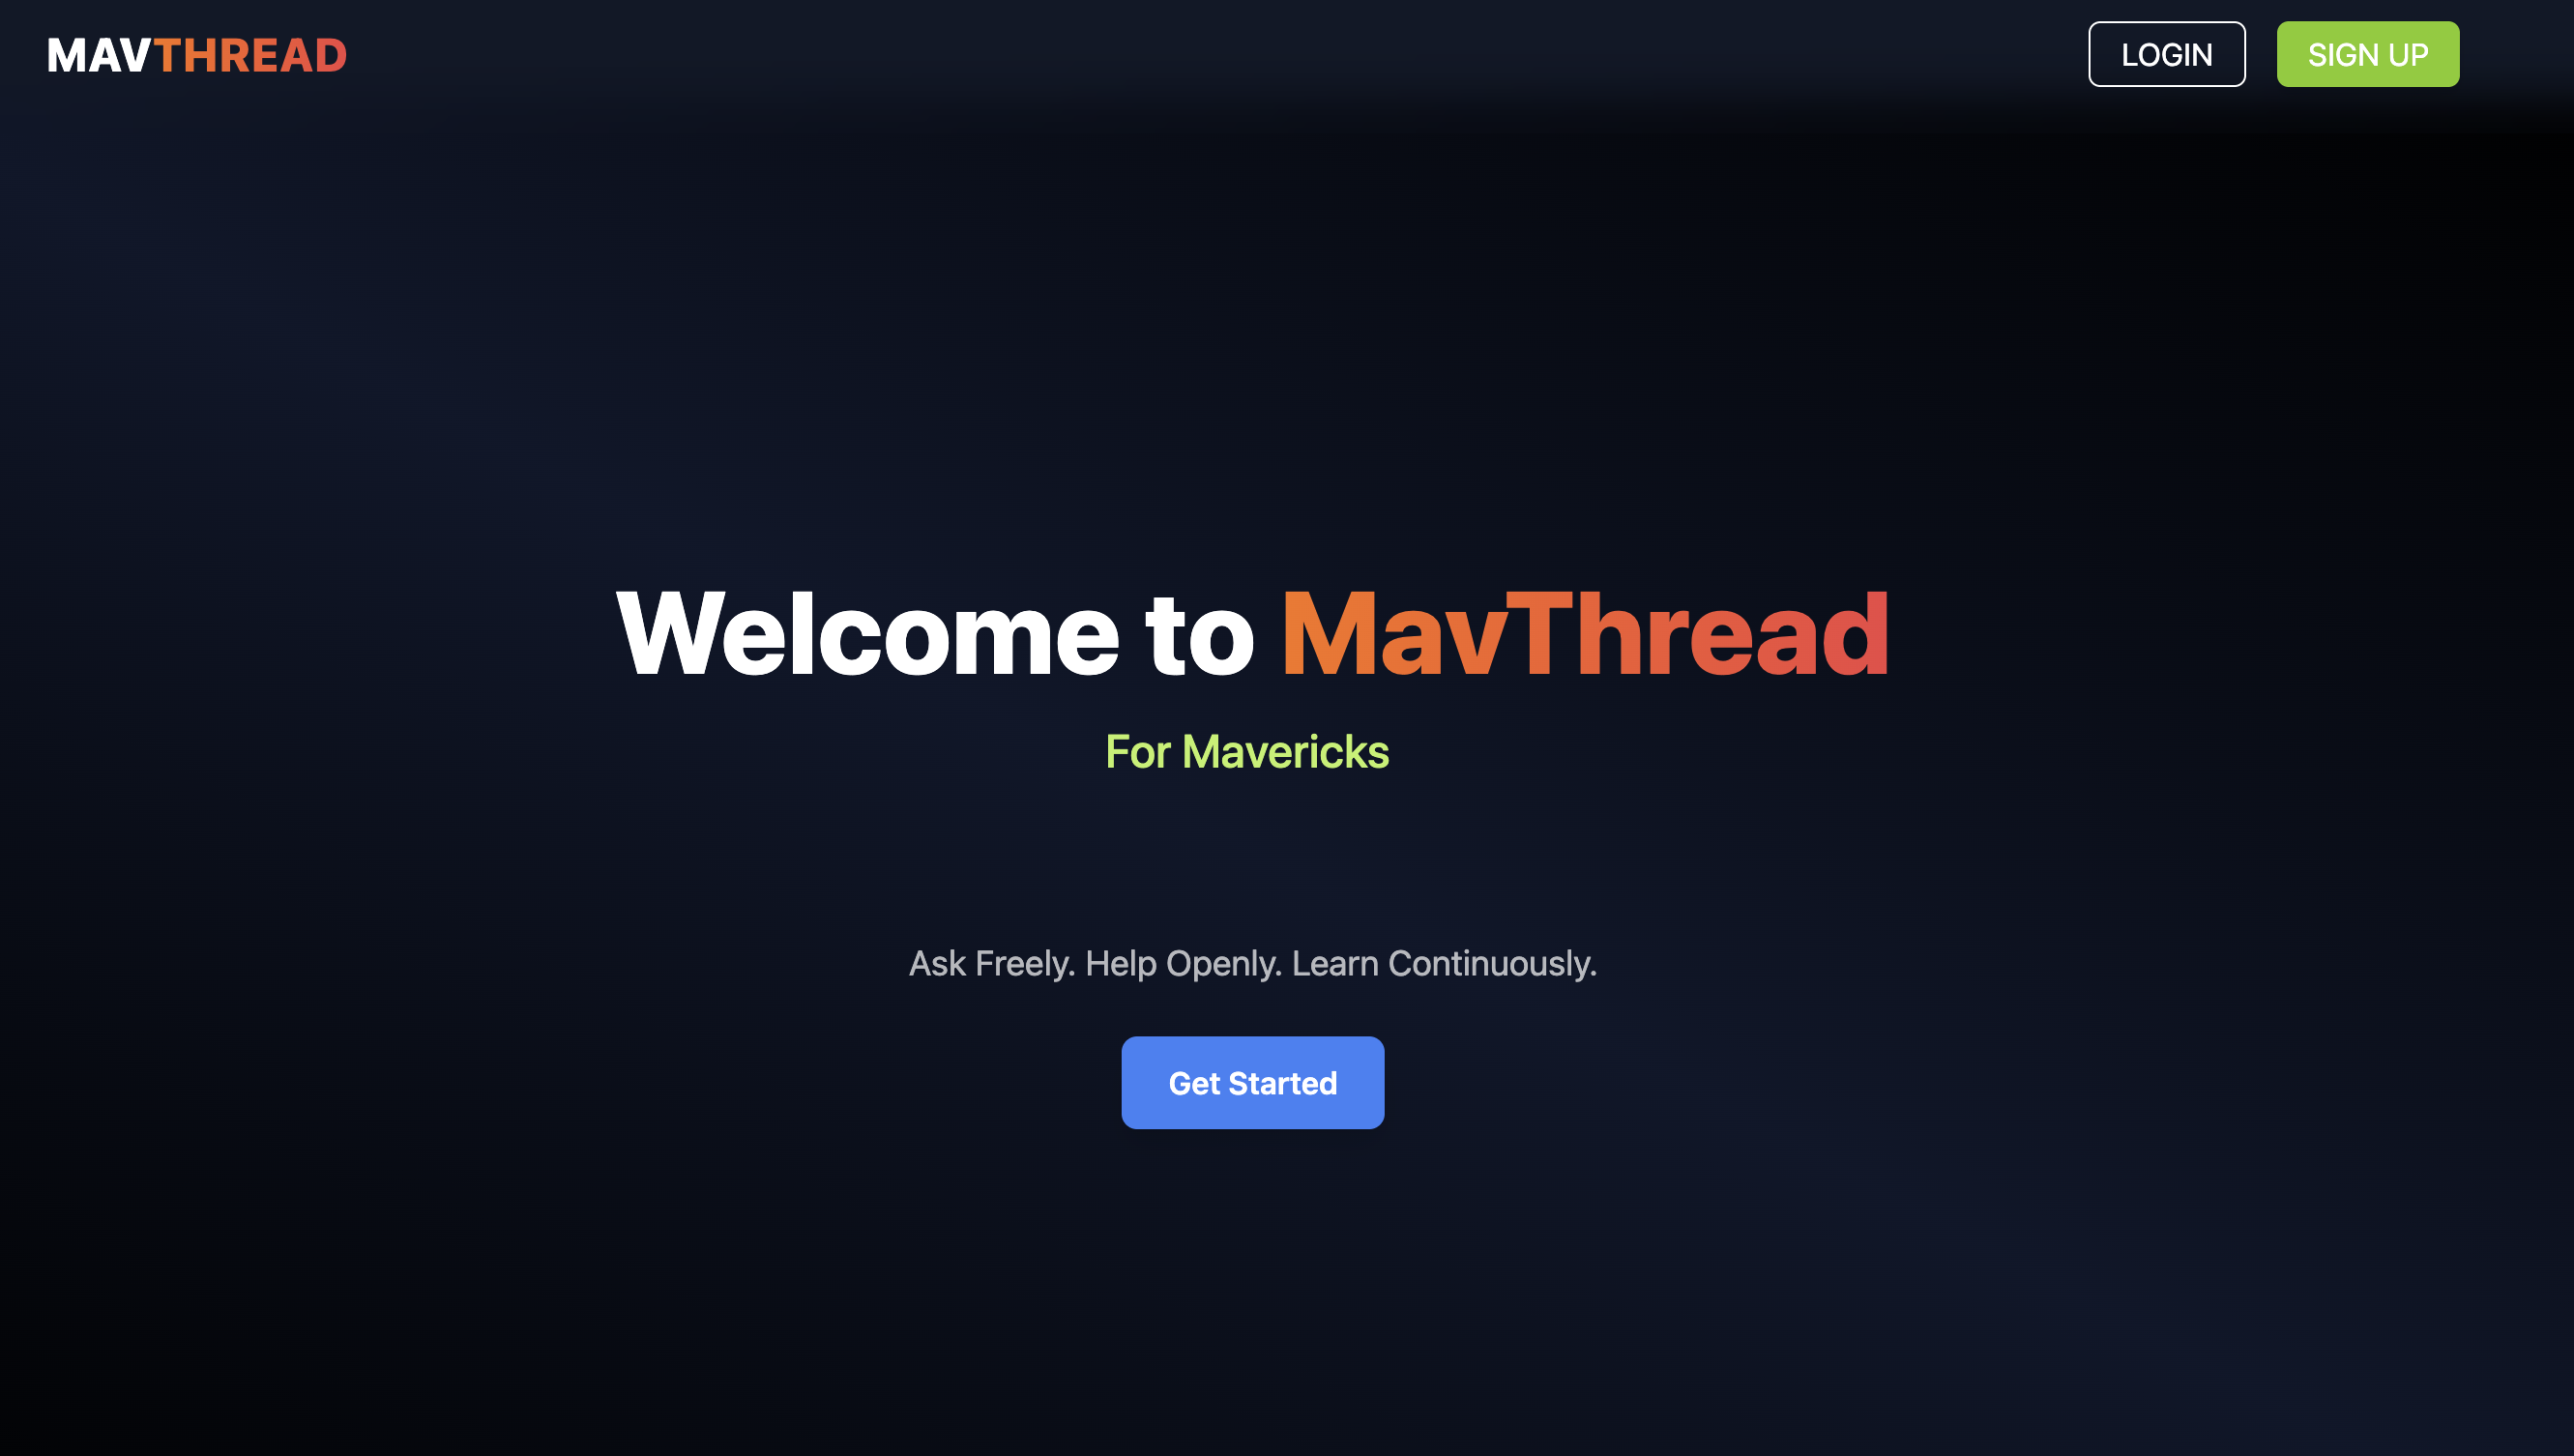 MAVTHREAD
LOGIN
SIGN UP
Welcome to MavThread
For Mavericks
Ask Freely. Help Openly. Learn Continuously.
Get Started